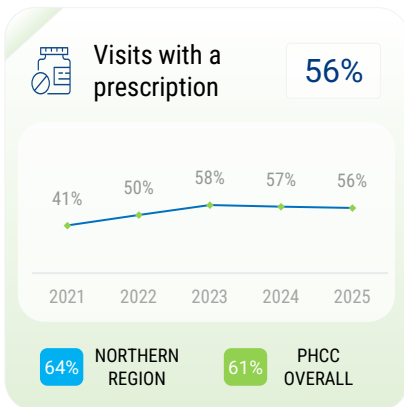 Visits with a
prescription
56%
41%
50%
58%
57%
56%
2021
2022
2023
2024
2025
64%
NORTHERN
REGION
61%
PHCC
OVERALL